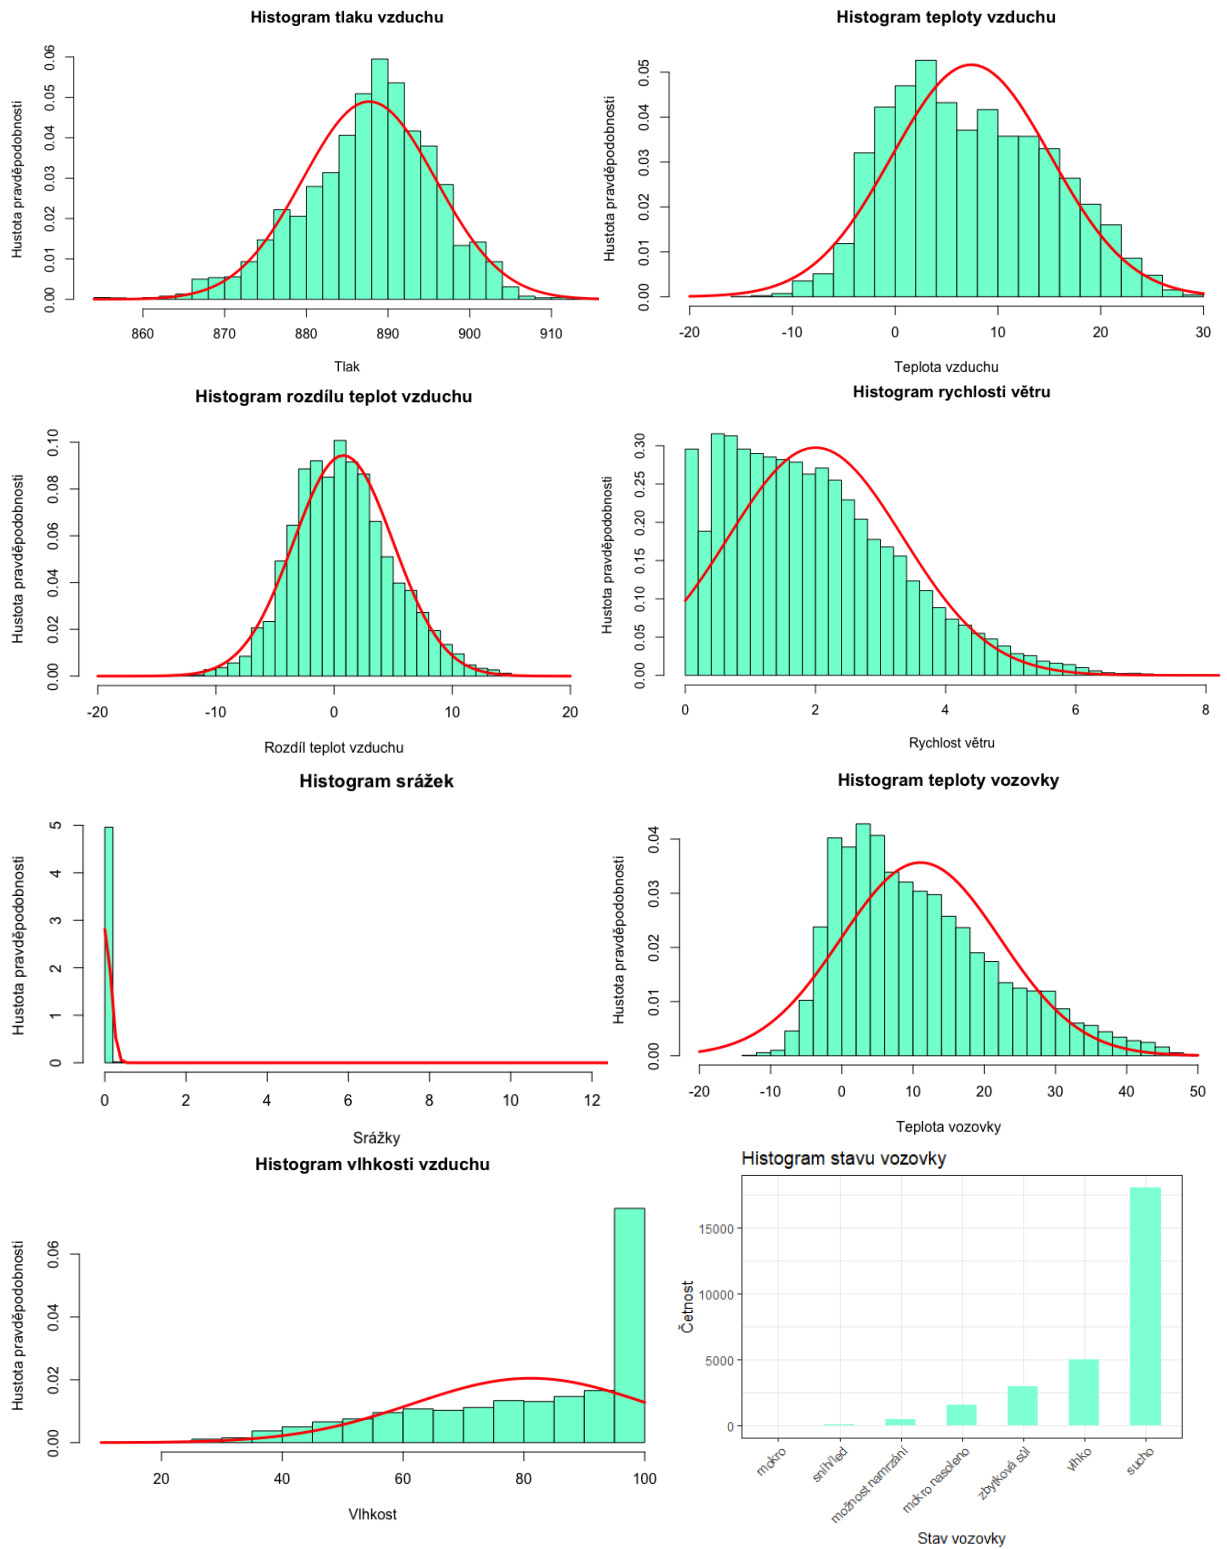 Histogram tlaku vzduchu
Hustota pravděpodobnosti
0.00 0.01 0.02 0.03 0.04 0.05 0.06
860 870 880 890 900 910
Tlak
Histogram teploty vzduchu
Hustota pravděpodobnosti
0.00 0.01 0.02 0.03 0.04 0.05
-20 -10 0 10 20 30
Teplota vzduchu
Histogram rozdílu teplot vzduchu
Hustota pravděpodobnosti
0.00 0.02 0.04 0.06 0.08 0.10
-20 -10 0 10 20
Rozdíl teplot vzduchu
Histogram rychlosti větru
Hustota pravděpodobnosti
0.00 0.05 0.10 0.15 0.20 0.25 0.30
0 2 4 6 8
Rychlost větru
Histogram srážek
Hustota pravděpodobnosti
0 1 2 3 4 5
0 2 4 6 8 10 12
Srážky
Histogram teploty vozovky
Hustota pravděpodobnosti
0.00 0.01 0.02 0.03 0.04
-20 -10 0 10 20 30 40 50
Teplota vozovky
Histogram vlhkosti vzduchu
Hustota pravděpodobnosti
0.00 0.02 0.04 0.06
20 40 60 80 100
Vlhkost
Histogram stavu vozovky
Četnost
15000
10000
5000
0
mokro
sníh/led
možnost namrzání
mokro nasoleno
zbytková sůl
vlhko
sucho
Stav vozovky